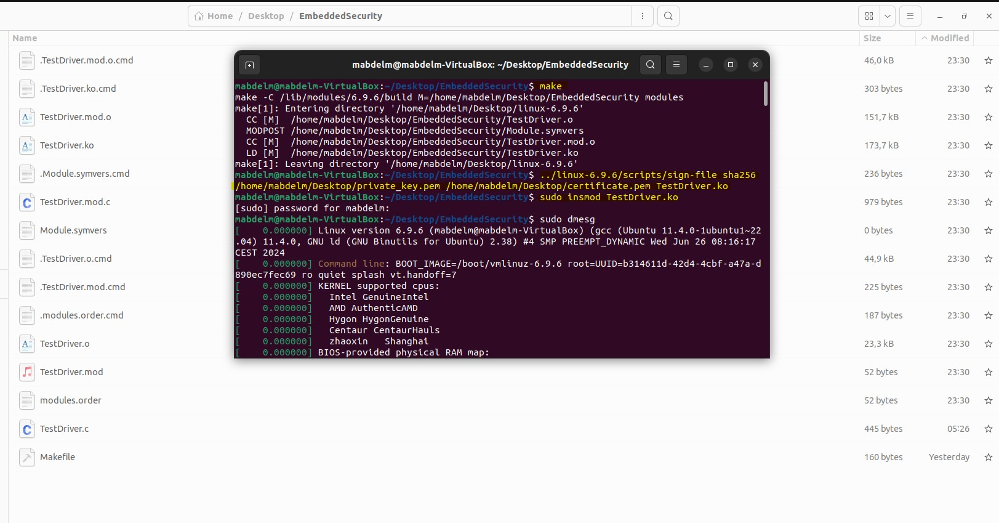 Home / Desktop / EmbeddedSecurity
Name Size Modified
.TestDriver.mod.o.cmd 46,0 kB 23:30
.TestDriver.ko.cmd 303 bytes 23:30
TestDriver.mod.o 151,7 kB 23:30
TestDriver.ko 173,7 kB 23:30
.Module.symvers.cmd 236 bytes 23:30
TestDriver.mod.c 979 bytes 23:30
Module.symvers 0 bytes 23:30
.TestDriver.o.cmd 44,9 kB 23:30
.TestDriver.mod.cmd 225 bytes 23:30
.modules.order.cmd 187 bytes 23:30
TestDriver.o 23,3 kB 23:30
TestDriver.mod 52 bytes 23:30
modules.order 52 bytes 23:30
TestDriver.c 445 bytes 05:26
Makefile 160 bytes Yesterday
mabdelm@mabdelm-VirtualBox: ~/Desktop/EmbeddedSecurity
mabdelm@mabdelm-VirtualBox:~/Desktop/EmbeddedSecurity$ make
make -C /lib/modules/6.9.6/build M=/home/mabdelm/Desktop/EmbeddedSecurity modules
make[1]: Entering directory '/home/mabdelm/Desktop/linux-6.9.6'
CC [M]  /home/mabdelm/Desktop/EmbeddedSecurity/TestDriver.o
MODPOST /home/mabdelm/Desktop/EmbeddedSecurity/Module.symvers
CC [M]  /home/mabdelm/Desktop/EmbeddedSecurity/TestDriver.mod.o
LD [M]  /home/mabdelm/Desktop/EmbeddedSecurity/TestDriver.ko
make[1]: Leaving directory '/home/mabdelm/Desktop/linux-6.9.6'
mabdelm@mabdelm-VirtualBox:~/Desktop/EmbeddedSecurity$ ../linux-6.9.6/scripts/sign-file sha256
/home/mabdelm/Desktop/private_key.pem /home/mabdelm/Desktop/certificate.pem TestDriver.ko
mabdelm@mabdelm-VirtualBox:~/Desktop/EmbeddedSecurity$ sudo insmod TestDriver.ko
[sudo] password for mabdelm:
mabdelm@mabdelm-VirtualBox:~/Desktop/EmbeddedSecurity$ sudo dmesg
[    0.000000] Linux version 6.9.6 (mabdelm@mabdelm-VirtualBox) (gcc (Ubuntu 11.4.0-1ubuntu1~22
.04) 11.4.0, GNU ld (GNU Binutils for Ubuntu) 2.38) #4 SMP PREEMPT_DYNAMIC Wed Jun 26 08:16:17
CEST 2024
[    0.000000] Command line: BOOT_IMAGE=/boot/vmlinuz-6.9.6 root=UUID=b314611d-42d4-4cbf-a47a-d
890ec7fec69 ro quiet splash vt.handoff=7
[    0.000000] KERNEL supported cpus:
[    0.000000]   Intel GenuineIntel
[    0.000000]   AMD AuthenticAMD
[    0.000000]   Hygon HygonGenuine
[    0.000000]   Centaur CentaurHauls
[    0.000000]   zhaoxin   Shanghai
[    0.000000] BIOS-provided physical RAM map: